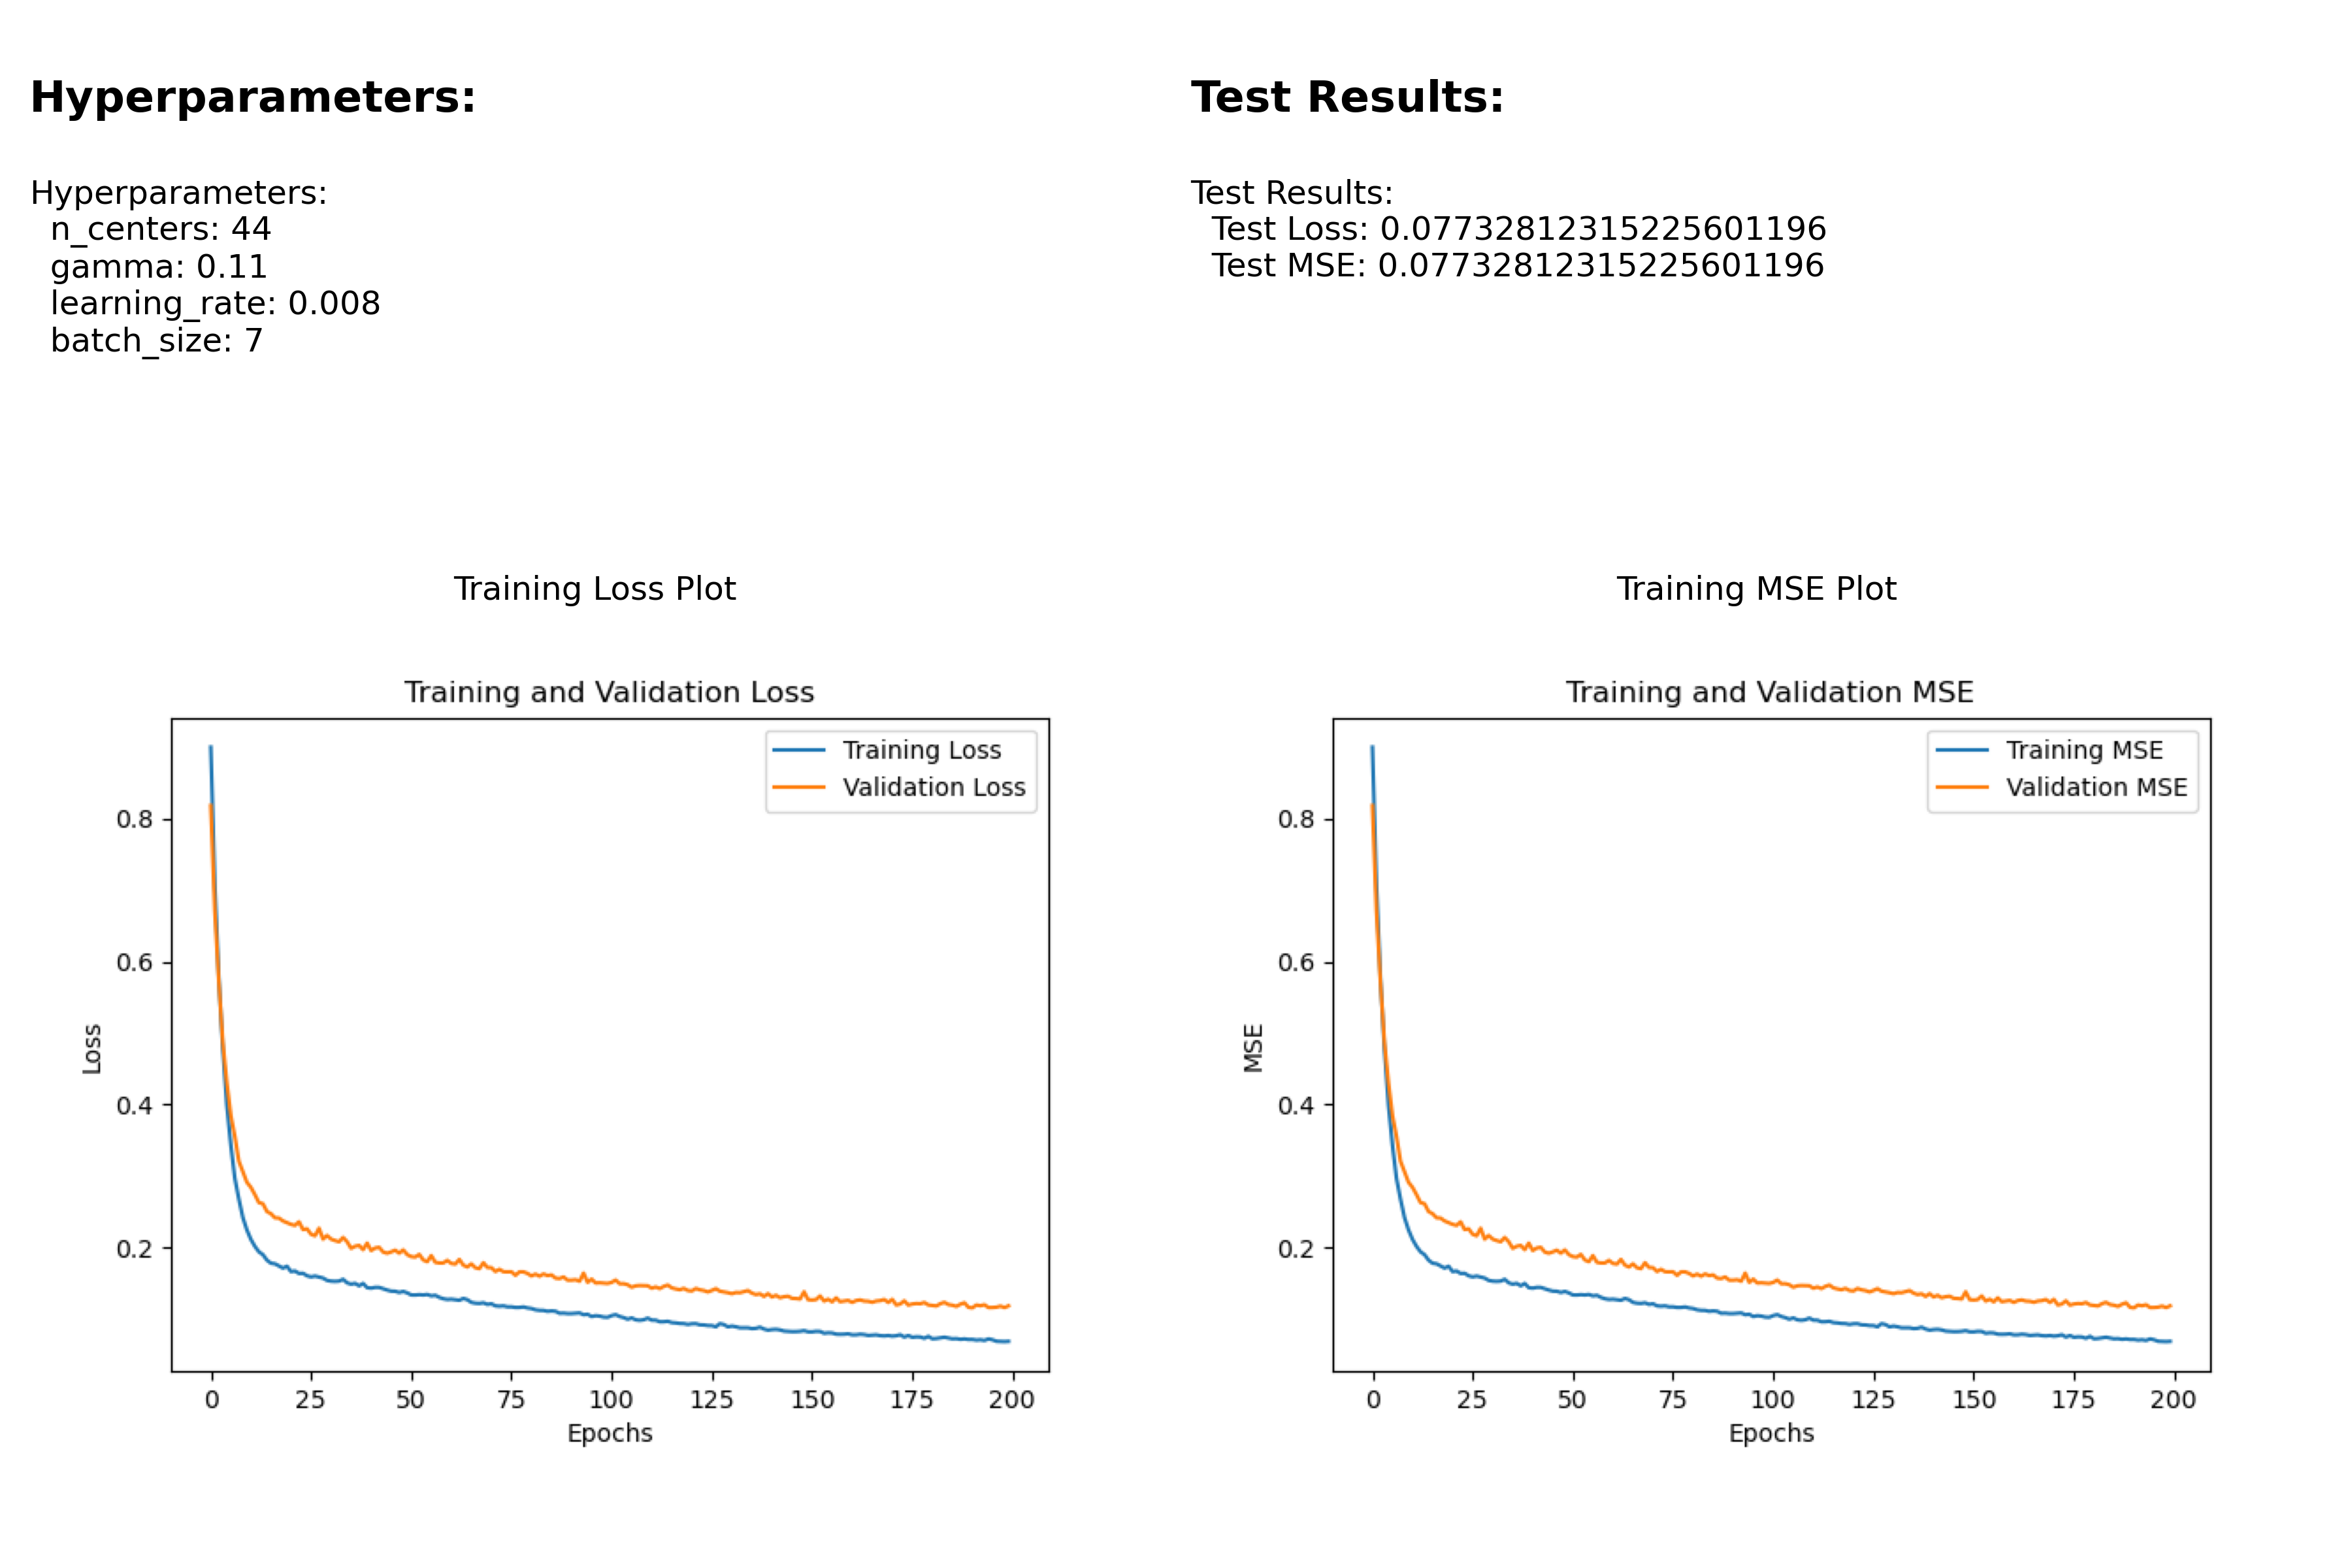 Hyperparameters:
Hyperparameters:
n_centers: 44
gamma: 0.11
learning_rate: 0.008
batch_size: 7
Test Results:
Test Results:
Test Loss: 0.07732812315225601196
Test MSE: 0.07732812315225601196
Training Loss Plot
Training and Validation Loss
Training Loss
Validation Loss
0.8
0.6
0.4
0.2
Loss
0 25 50 75 100 125 150 175 200
Epochs
Training MSE Plot
Training and Validation MSE
Training MSE
Validation MSE
0.8
0.6
0.4
0.2
MSE
0 25 50 75 100 125 150 175 200
Epochs